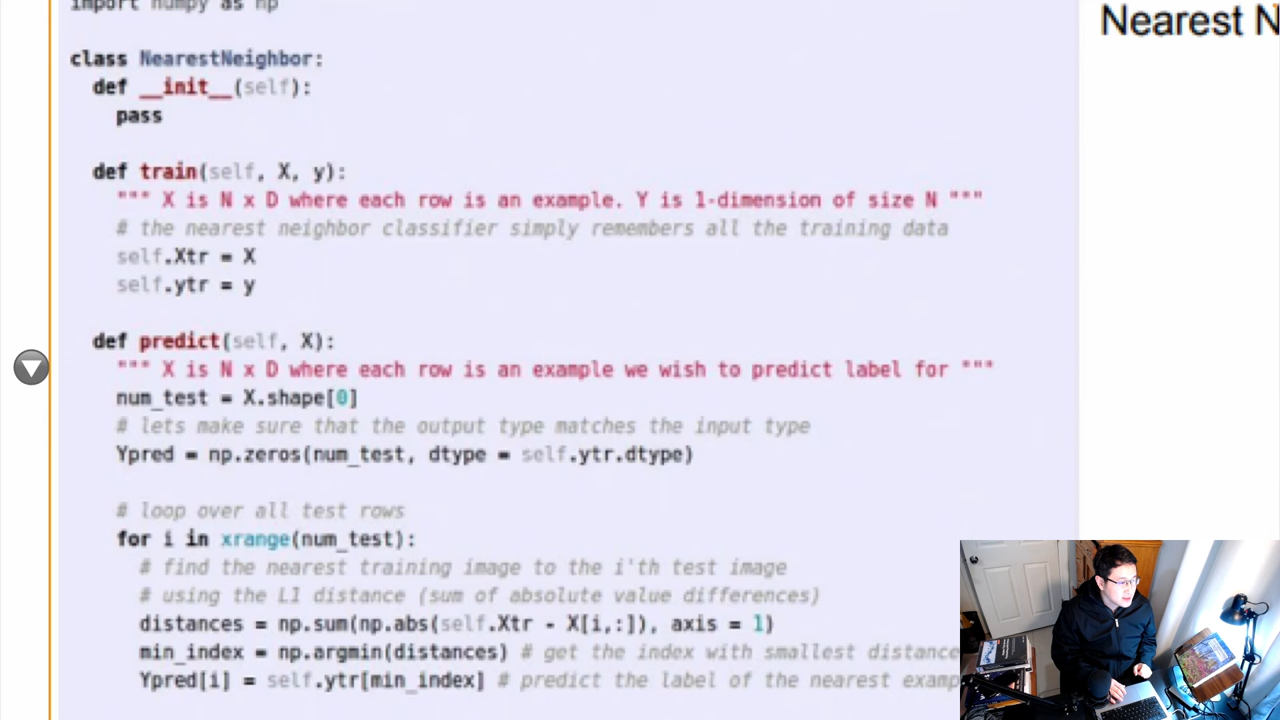 import numpy as np
Nearest N
class NearestNeighbor:
def __init__(self):
pass
def train(self, X, y):
""" X is N x D where each row is an example. Y is 1-dimension of size N """
# the nearest neighbor classifier simply remembers all the training data
self.Xtr = X
self.ytr = y
def predict(self, X):
""" X is N x D where each row is an example we wish to predict label for """
num_test = X.shape[0]
# lets make sure that the output type matches the input type
Ypred = np.zeros(num_test, dtype = self.ytr.dtype)
# loop over all test rows
for i in xrange(num_test):
# find the nearest training image to the i'th test image
# using the L1 distance (sum of absolute value differences)
distances = np.sum(np.abs(self.Xtr - X[i,:]), axis = 1)
min_index = np.argmin(distances) # get the index with smallest distance
Ypred[i] = self.ytr[min_index] # predict the label of the nearest examp